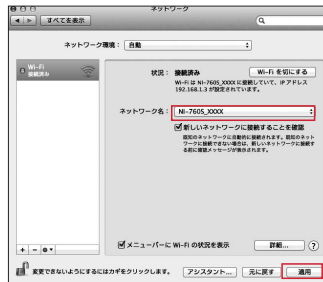 ネットワーク
すべてを表示
ネットワーク環境： 自動
Wi-Fi
接続済み
状況： 接続済み
Wi-Fi を切にする
Wi-Fi は NI-760S_XXXX に接続していて、IP アドレス
192.168.1.3 が設定されています。
ネットワーク名： NI-760S_XXXX
新しいネットワークに接続することを確認
既知のネットワークに自動的に接続されます。既知のネット
ワークに接続できない場合は、新しいネットワークに接続す
る前に確認メッセージが表示されます。
メニューバーに Wi-Fi の状況を表示
詳細...
?
変更できないようにするにはカギをクリックします。
アシスタント...
元に戻す
適用